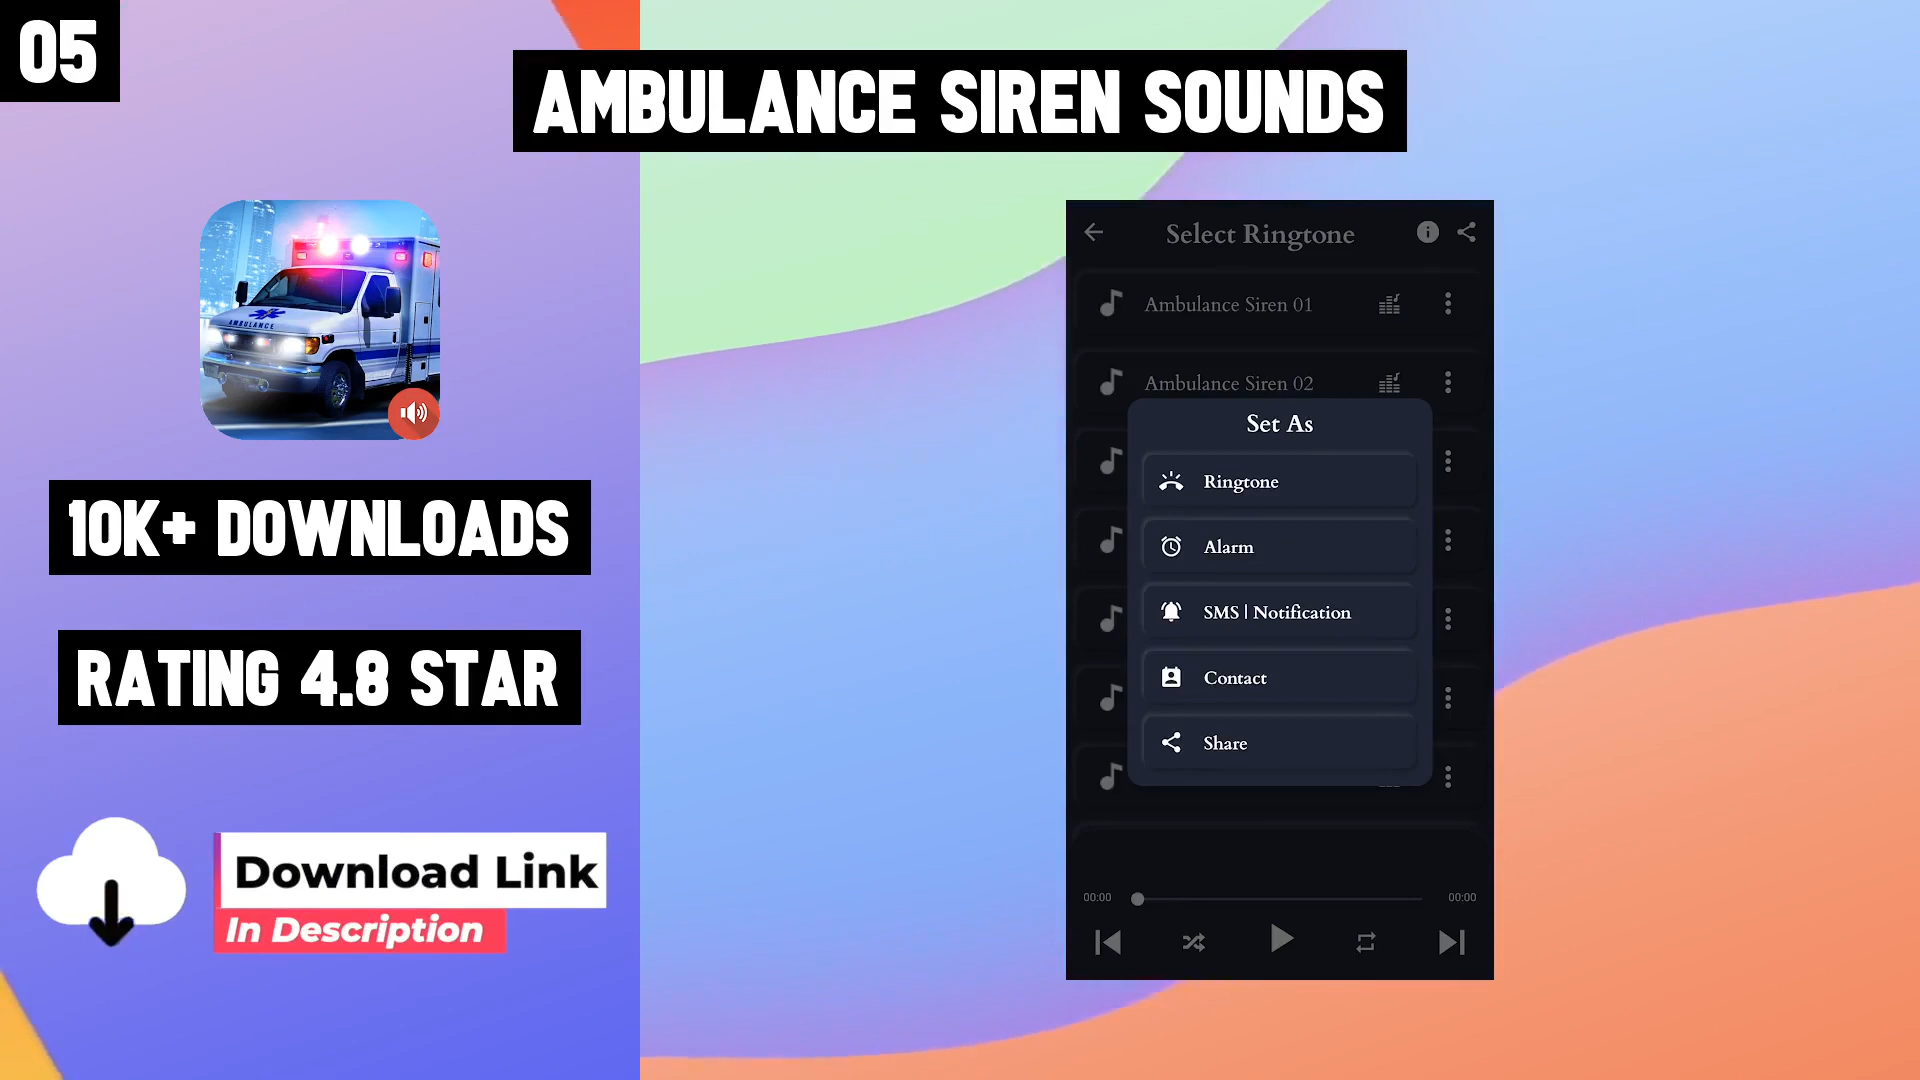 05
AMBULANCE SIREN SOUNDS
AMBULANCE
10K+ DOWNLOADS
RATING 4.8 STAR
Download Link
In Description
Select Ringtone
Ambulance Siren 01
Ambulance Siren 02
Set As
Ringtone
Alarm
SMS | Notification
Contact
Share
00:00
00:00